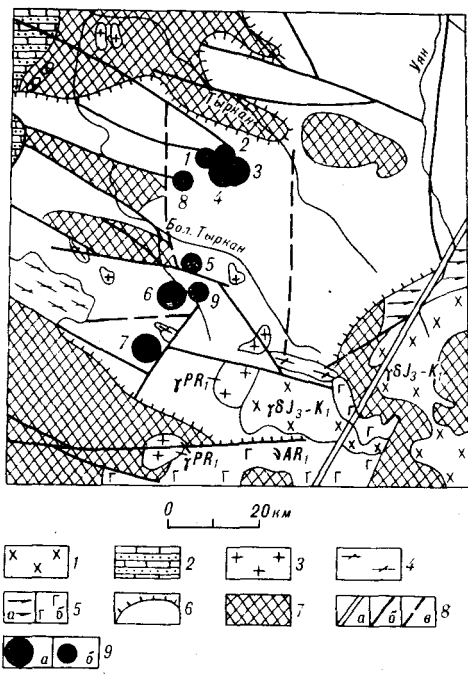 Уян
Тыркан
1 2
3
4
8
Бол. Тыркан
5
6 9
7
γPR₁
γδJ₃-K₁
γδJ₃-K₁
Г
Г
Г
γPR₁
νAR₁
Г Г Г Г
0 20 км
1 2 3 4
а Г б 5
6 7 а б в 8
а б 9